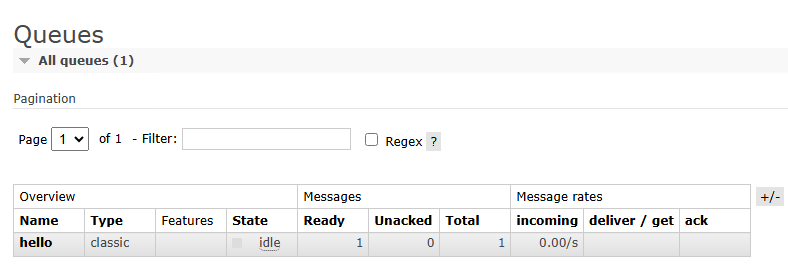 Queues
All queues (1)
Pagination
Page 1 of 1 - Filter: Regex ?
Overview Messages Message rates +/-
Name Type Features State Ready Unacked Total incoming deliver / get ack
hello classic idle 1 0 1 0.00/s